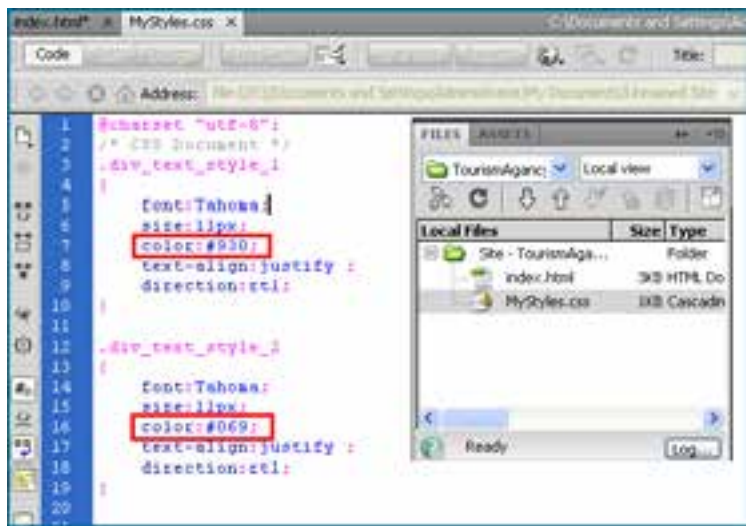 index.html* × MyStyles.css ×
Code
Title:
Address:
1 @charset "utf-8";
2 /* CSS Document */
3 .div_text_style_1
4 {
5 font:Tahoma;
6 size:11px;
7 color:#930;
8 text-align:justify ;
9 direction:rtl;
10 }
11
12 .div_text_style_2
13 {
14 font:Tahoma;
15 size:11px;
16 color:#069;
17 text-align:justify ;
18 direction:rtl;
19 }
20
FILES ASSETS
TourismAganc Local view
Local Files Size Type
Site - TourismAga... Folder
index.html 3KB HTML Do
MyStyles.css 1KB Cascadin
Ready Log...